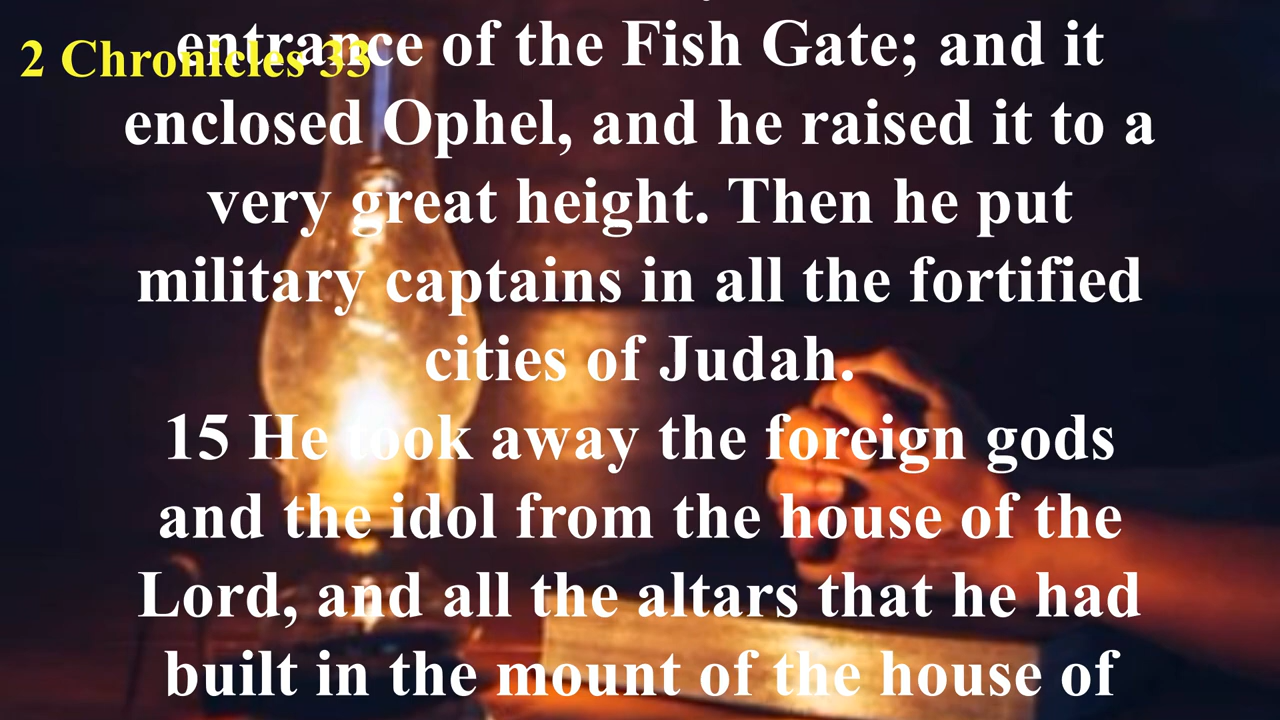 2 Chronicles 33
entrance of the Fish Gate; and it
enclosed Ophel, and he raised it to a
very great height. Then he put
military captains in all the fortified
cities of Judah.
15 He took away the foreign gods
and the idol from the house of the
Lord, and all the altars that he had
built in the mount of the house of